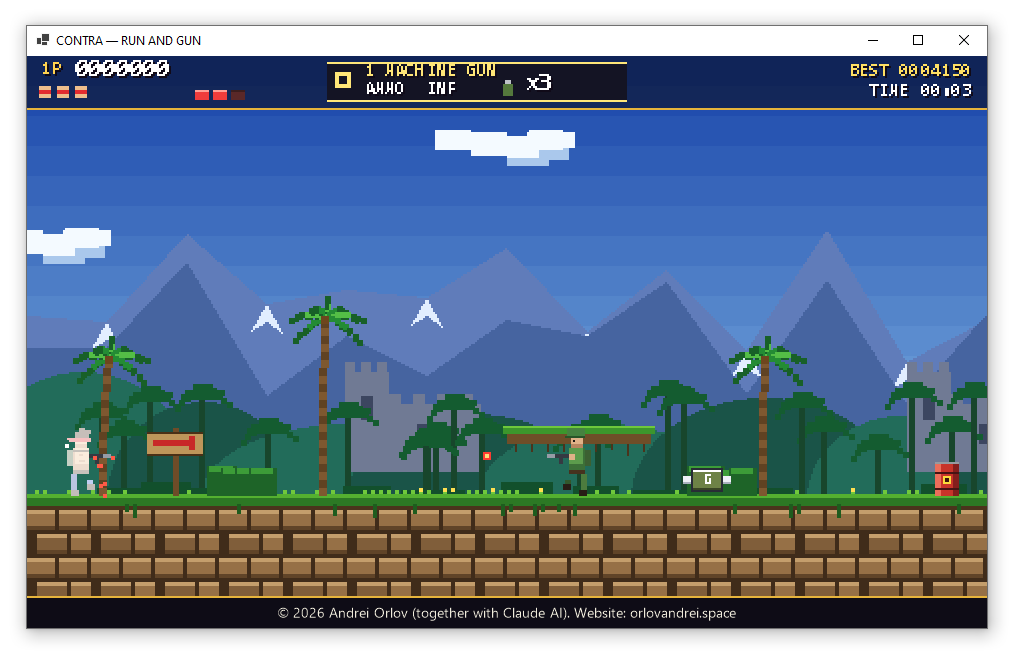 CONTRA — RUN AND GUN
1P 0000000
1 MACHINE GUN
AMMO INF
x3
BEST 0004150
TIME 00:03
G
© 2026 Andrei Orlov (together with Claude AI). Website: orlovandrei.space